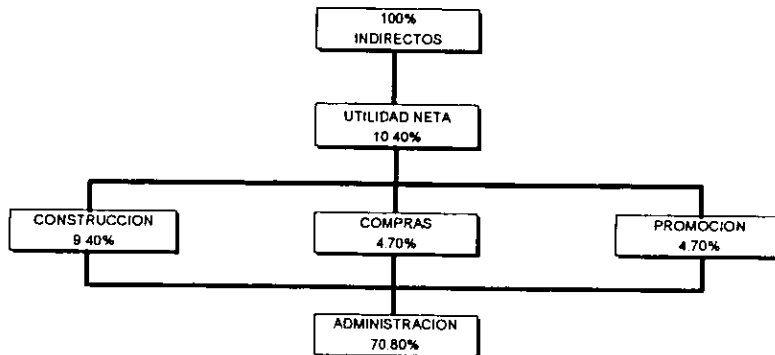 100%
INDIRECTOS
UTILIDAD NETA
10.40%
CONSTRUCCION
9.40%
COMPRAS
4.70%
PROMOCION
4.70%
ADMINISTRACION
70.80%